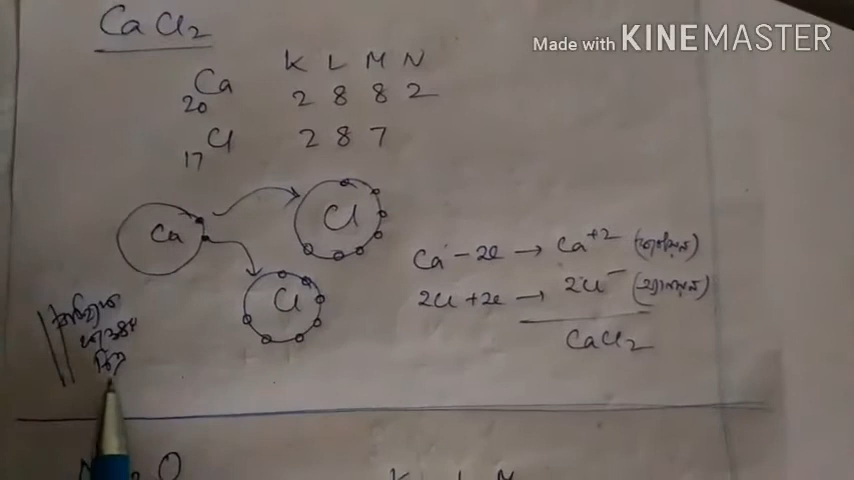 CaCl₂
Made with KINEMASTER
K L M N
₂₀Ca 2 8 8 2
₁₇Cl 2 8 7
Ca
Cl
Cl
Ca - 2e → Ca⁺² (ক্যাটায়ন)
2Cl + 2e → 2Cl⁻ (অ্যানায়ন)
CaCl₂
O
K L M